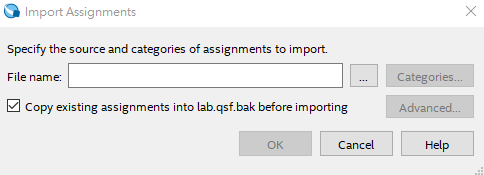 Import Assignments
Specify the source and categories of assignments to import.
File name: ... Categories...
Copy existing assignments into lab.qsf.bak before importing Advanced...
OK Cancel Help